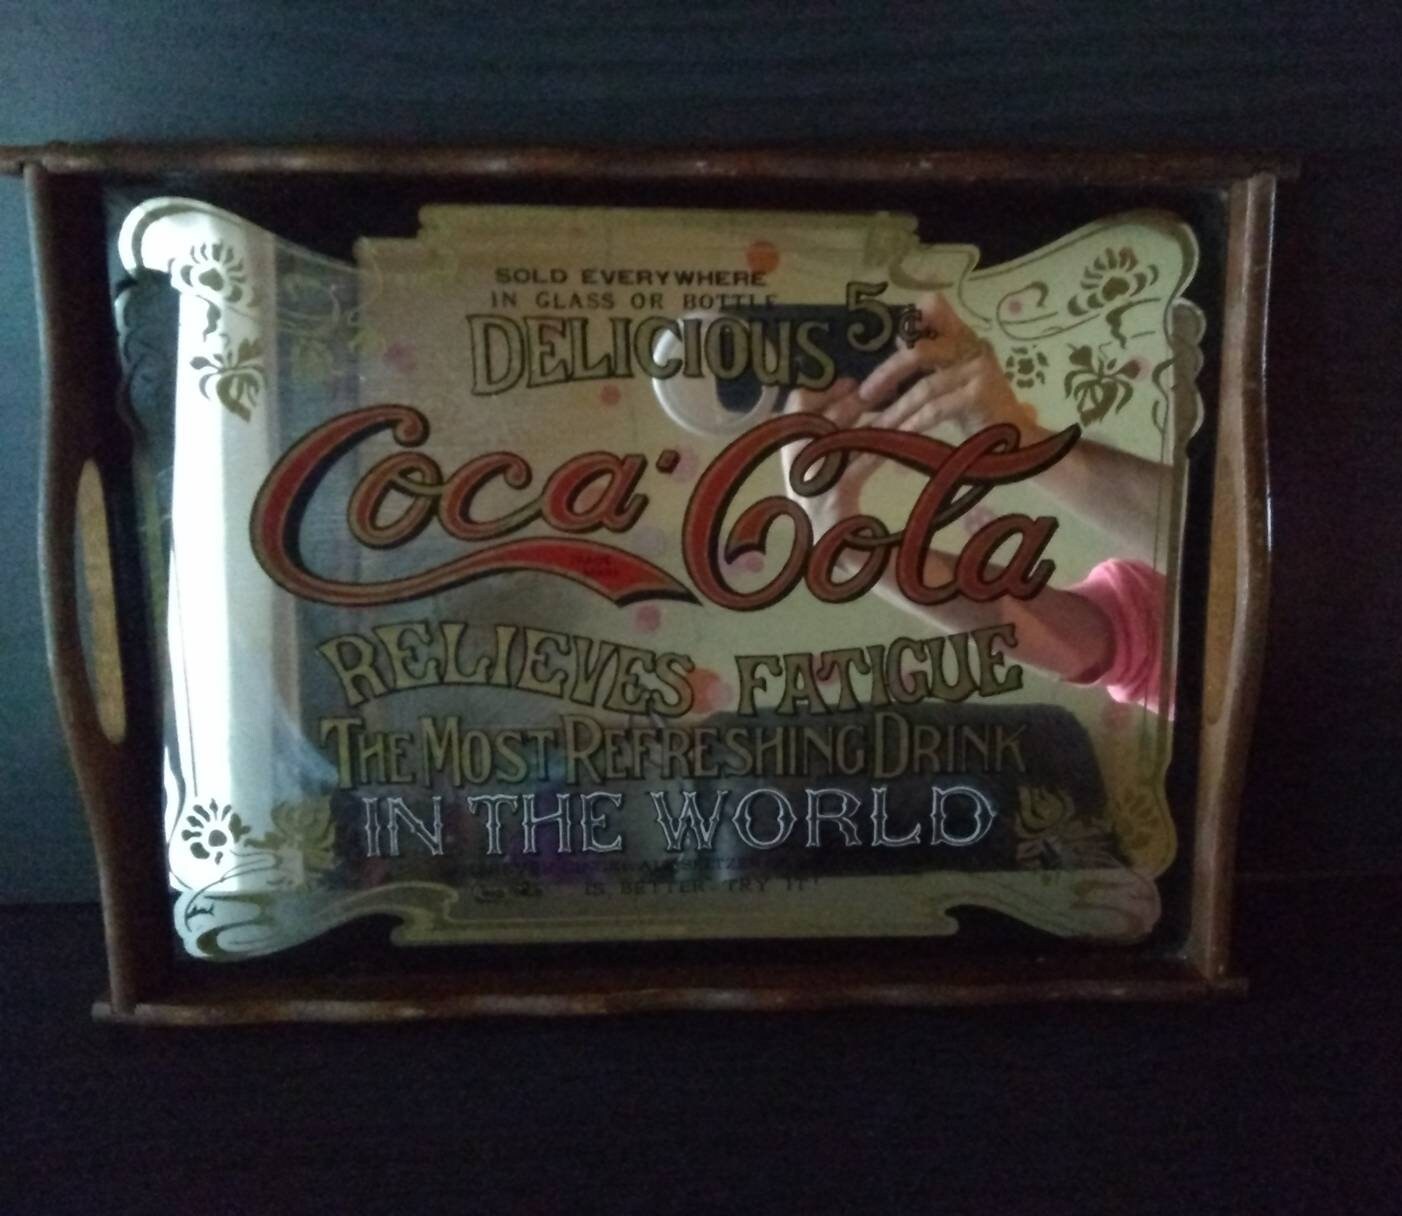 SOLD EVERYWHERE
IN GLASS OR BOTTLE
5¢.
DELICIOUS
Coca-Cola
RELIEVES FATIGUE
THE MOST REFRESHING DRINK
IN THE WORLD
IS BETTER TRY IT!